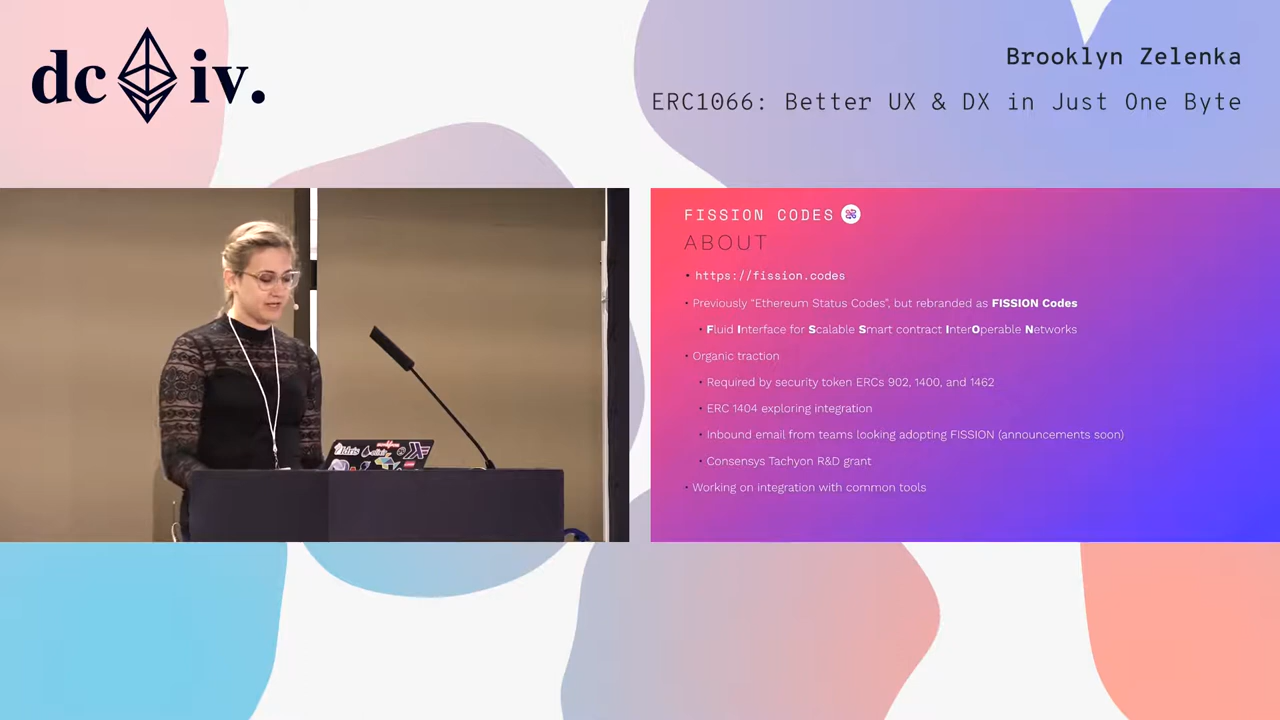 dc iv.
Brooklyn Zelenka
ERC1066: Better UX & DX in Just One Byte
FISSION CODES
ABOUT
• https://fission.codes
• Previously "Ethereum Status Codes", but rebranded as FISSION Codes
• Fluid Interface for Scalable Smart contract InterOperable Networks
• Organic traction
• Required by security token ERCs 902, 1400, and 1462
• ERC 1404 exploring integration
• Inbound email from teams looking adopting FISSION (announcements soon)
• Consensys Tachyon R&D grant
• Working on integration with common tools